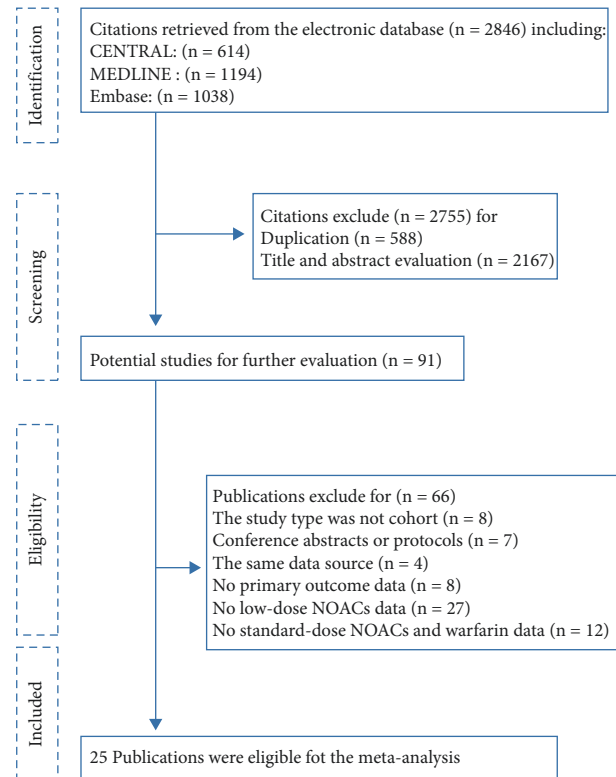 Identification
Citations retrieved from the electronic database (n = 2846) including:
CENTRAL: (n = 614)
MEDLINE : (n = 1194)
Embase: (n = 1038)
Screening
Citations exclude (n = 2755) for
Duplication (n = 588)
Title and abstract evaluation (n = 2167)
Potential studies for further evaluation (n = 91)
Eligibility
Publications exclude for (n = 66)
The study type was not cohort (n = 8)
Conference abstracts or protocols (n = 7)
The same data source (n = 4)
No primary outcome data (n = 8)
No low-dose NOACs data (n = 27)
No standard-dose NOACs and warfarin data (n = 12)
Included
25 Publications were eligible fot the meta-analysis